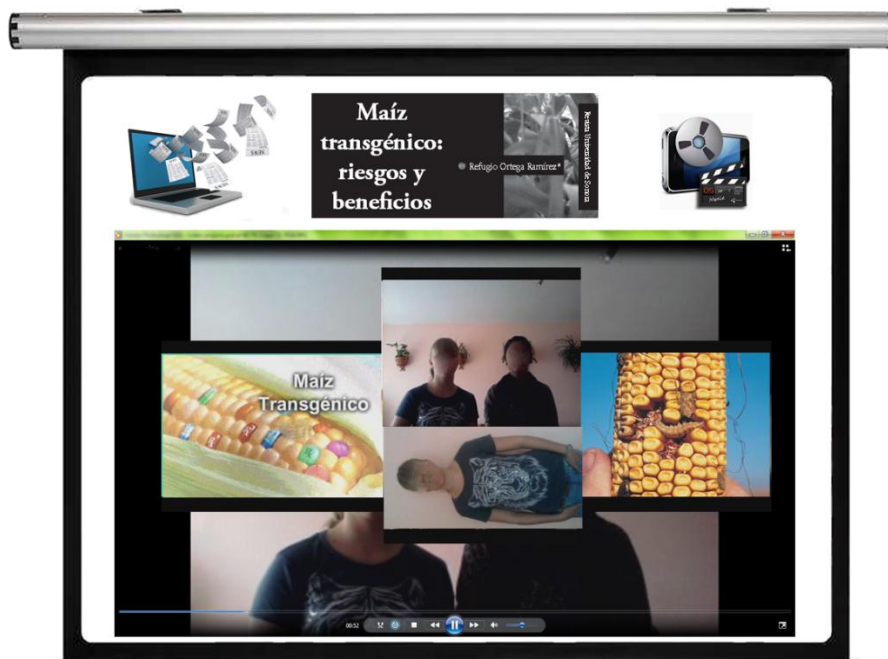 Maíz
transgénico:
riesgos y
beneficios
Refugio Ortega Ramírez*
Revista Universidad de Sonora
Maíz
Transgénico
00:52